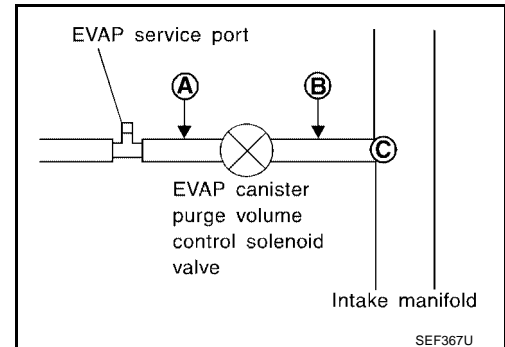 EVAP service port
A
B
C
EVAP canister
purge volume
control solenoid
valve
Intake manifold
SEF367U